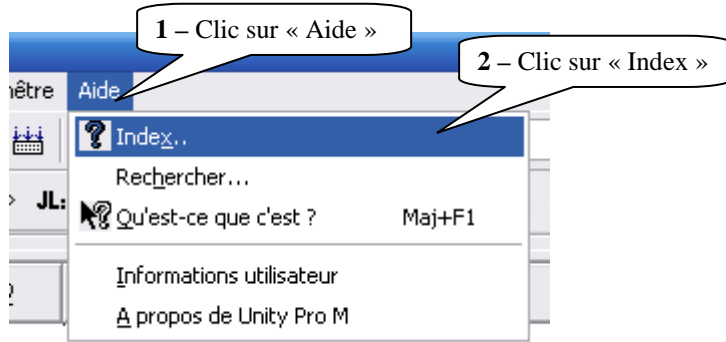 1 – Clic sur « Aide »
2 – Clic sur « Index »
nêtre Aide
Index..
JL:
Rechercher...
Qu'est-ce que c'est ? Maj+F1
Informations utilisateur
A propos de Unity Pro M